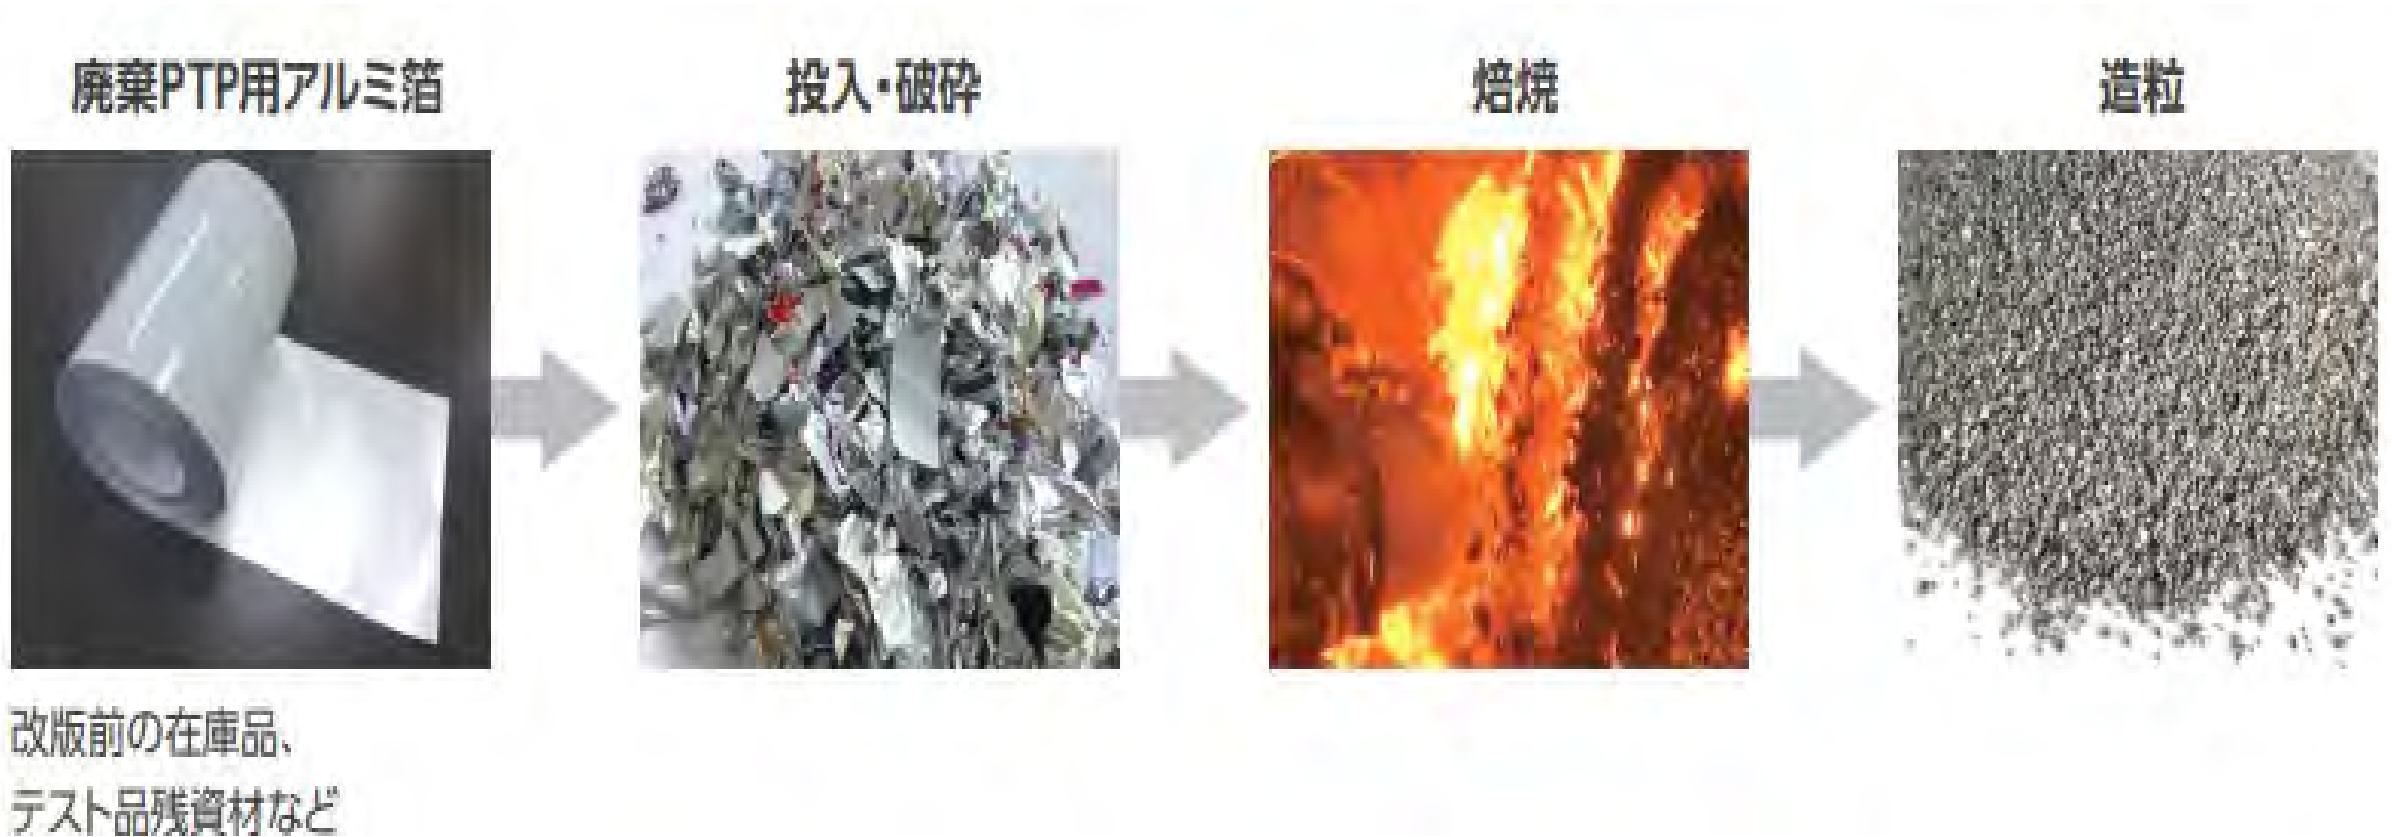 廃棄PTP用アルミ箔
投入・破砕
焙焼
造粒
改版前の在庫品、
テスト品残資材など